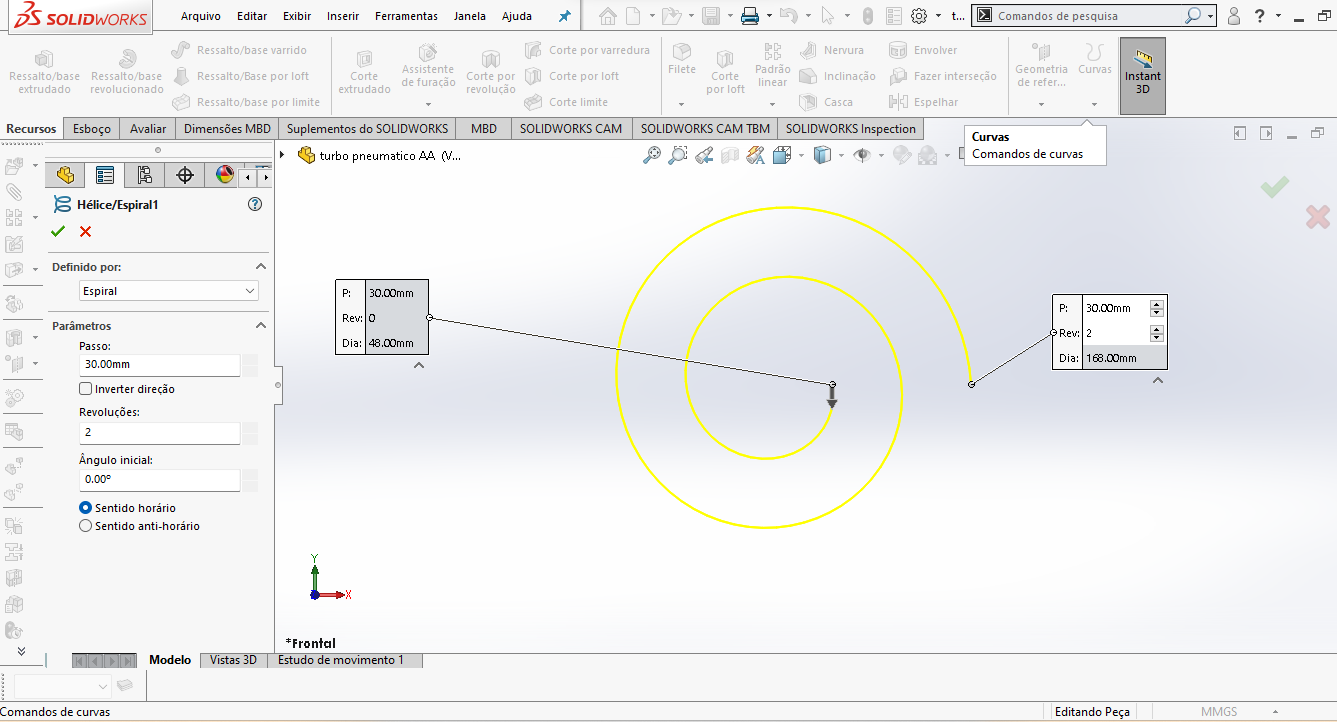 SOLIDWORKS Arquivo Editar Exibir Inserir Ferramentas Janela Ajuda t... Comandos de pesquisa
Ressalto/base extrudado
Ressalto/base revolucionado
Ressalto/base varrido
Ressalto/Base por loft
Ressalto/base por limite
Corte extrudado
Assistente de furação
Corte por revolução
Corte por varredura
Corte por loft
Corte limite
Filete
Corte por loft
Padrão linear
Nervura
Inclinação
Casca
Envolver
Fazer interseção
Espelhar
Geometria de refer...
Curvas
Instant 3D
Recursos Esboço Avaliar Dimensões MBD Suplementos do SOLIDWORKS MBD SOLIDWORKS CAM SOLIDWORKS CAM TBM SOLIDWORKS Inspection
Curvas
Comandos de curvas
turbo pneumatico AA (V...
Hélice/Espiral1
Definido por:
Espiral
Parâmetros
Passo:
30.00mm
Inverter direção
Revoluções:
2
Ângulo inicial:
0.00º
Sentido horário
Sentido anti-horário
P: 30.00mm
Rev: 0
Dia: 48.00mm
P: 30.00mm
Rev: 2
Dia: 168.00mm
Y
X
*Frontal
Modelo Vistas 3D Estudo de movimento 1
Comandos de curvas Editando Peça MMGS